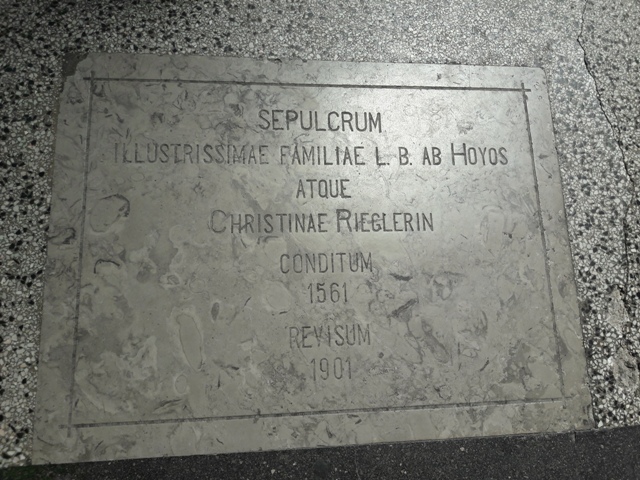 SEPULCRUM
ILLUSTRISSIMAE FAMILIAE L. B. AB HOYOS
ATQUE
CHRISTINAE RIEGLERIN
CONDITUM
1561
REVISUM
1901